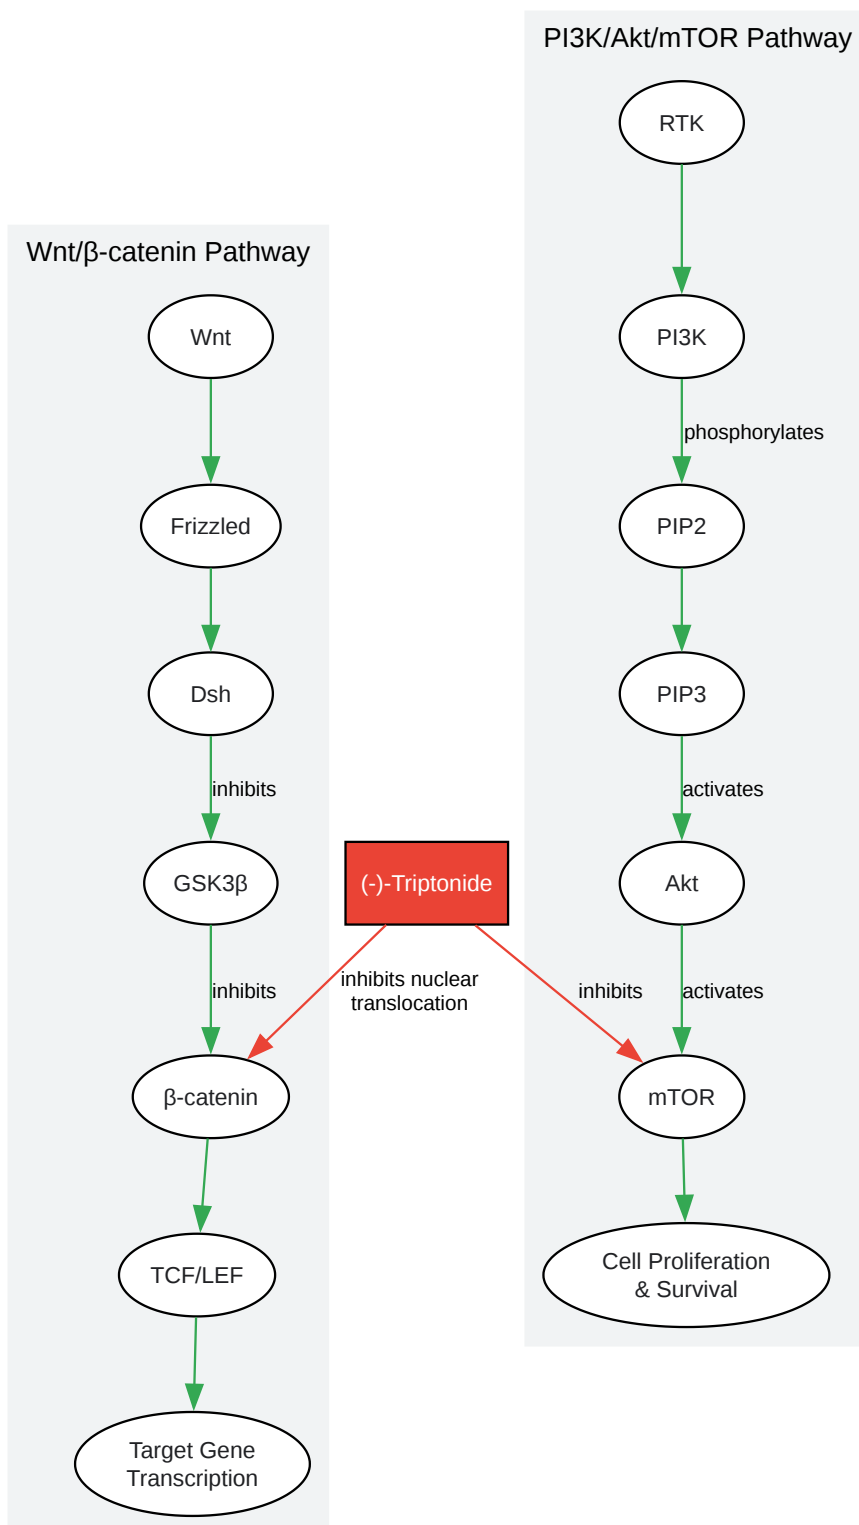 PI3K/Akt/mTOR Pathway
RTK
PI3K
phosphorylates
PIP2
PIP3
activates
Akt
activates
mTOR
Cell Proliferation
& Survival
Wnt/β-catenin Pathway
Wnt
Frizzled
Dsh
inhibits
GSK3β
inhibits
β-catenin
TCF/LEF
Target Gene
Transcription
(-)-Triptonide
inhibits nuclear
translocation
inhibits